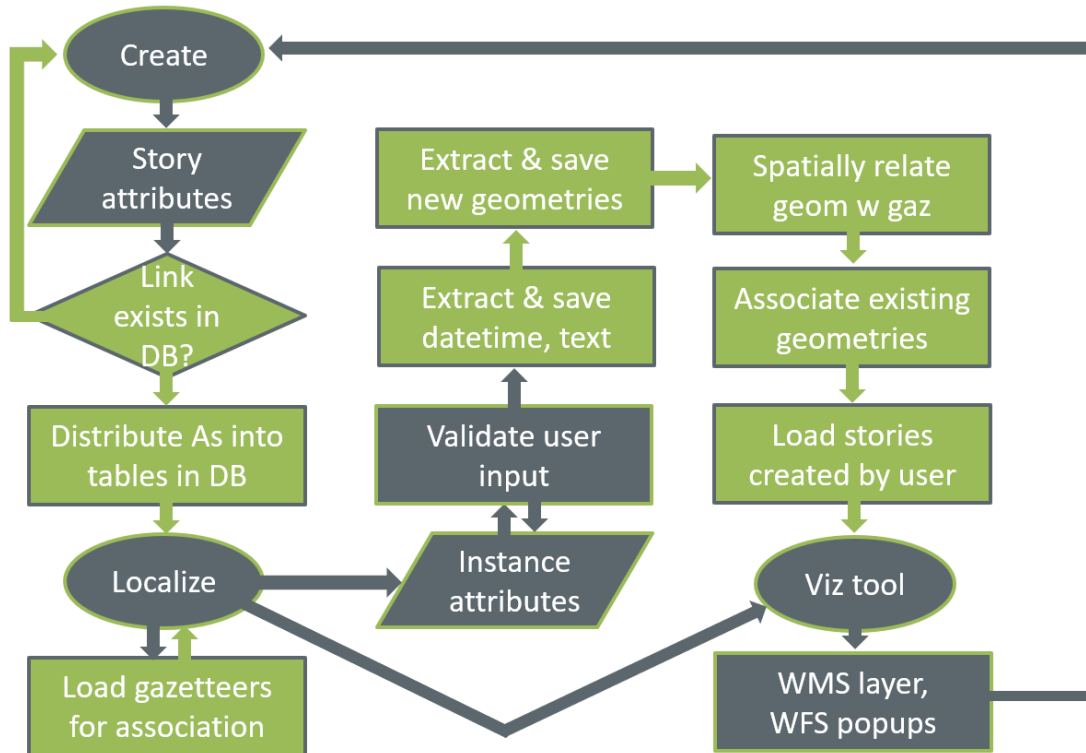 Create
Story
attributes
Link
exists in
DB?
Distribute As into
tables in DB
Localize
Load gazetteers
for association
Instance
attributes
Validate user
input
Extract & save
datetime, text
Extract & save
new geometries
Spatially relate
geom w gaz
Associate existing
geometries
Load stories
created by user
Viz tool
WMS layer,
WFS popups